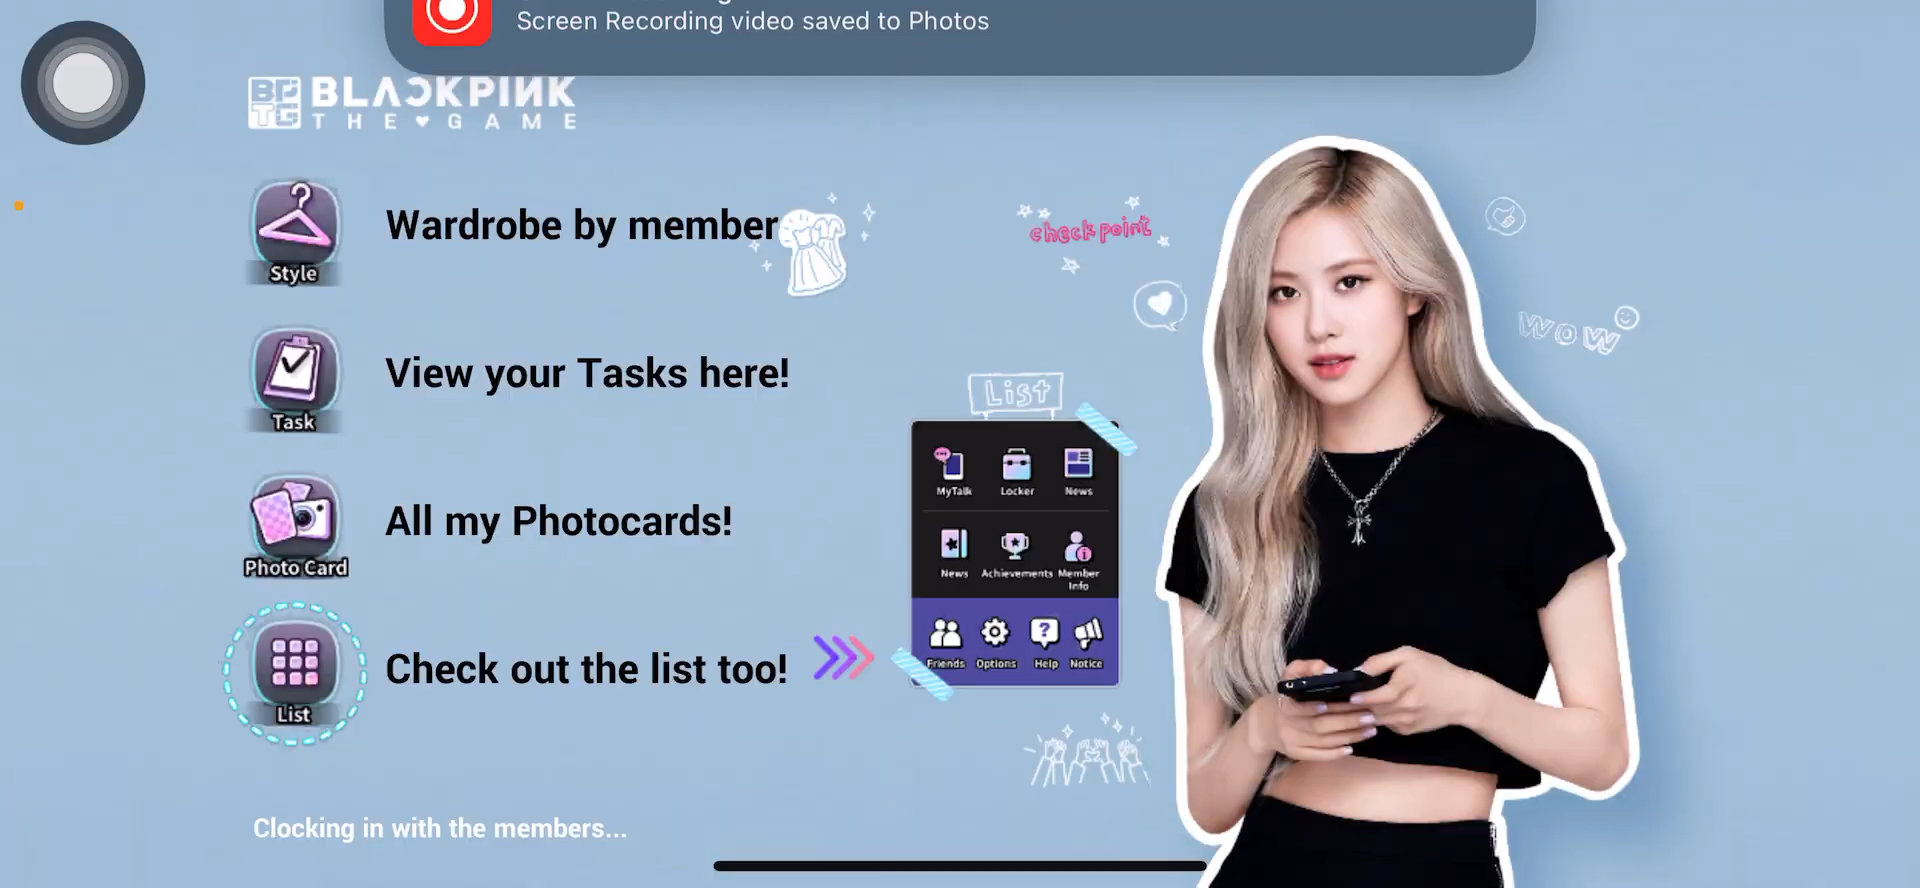 Screen Recording video saved to Photos
BP
TG
BLACKPINK
THE GAME
Style
Wardrobe by member
check point
WOW
Task
View your Tasks here!
List
MyTalk
Locker
News
Photo Card
All my Photocards!
News
Achievements
Member
Info
List
Check out the list too!
Friends
Options
Help
Notice
Clocking in with the members...